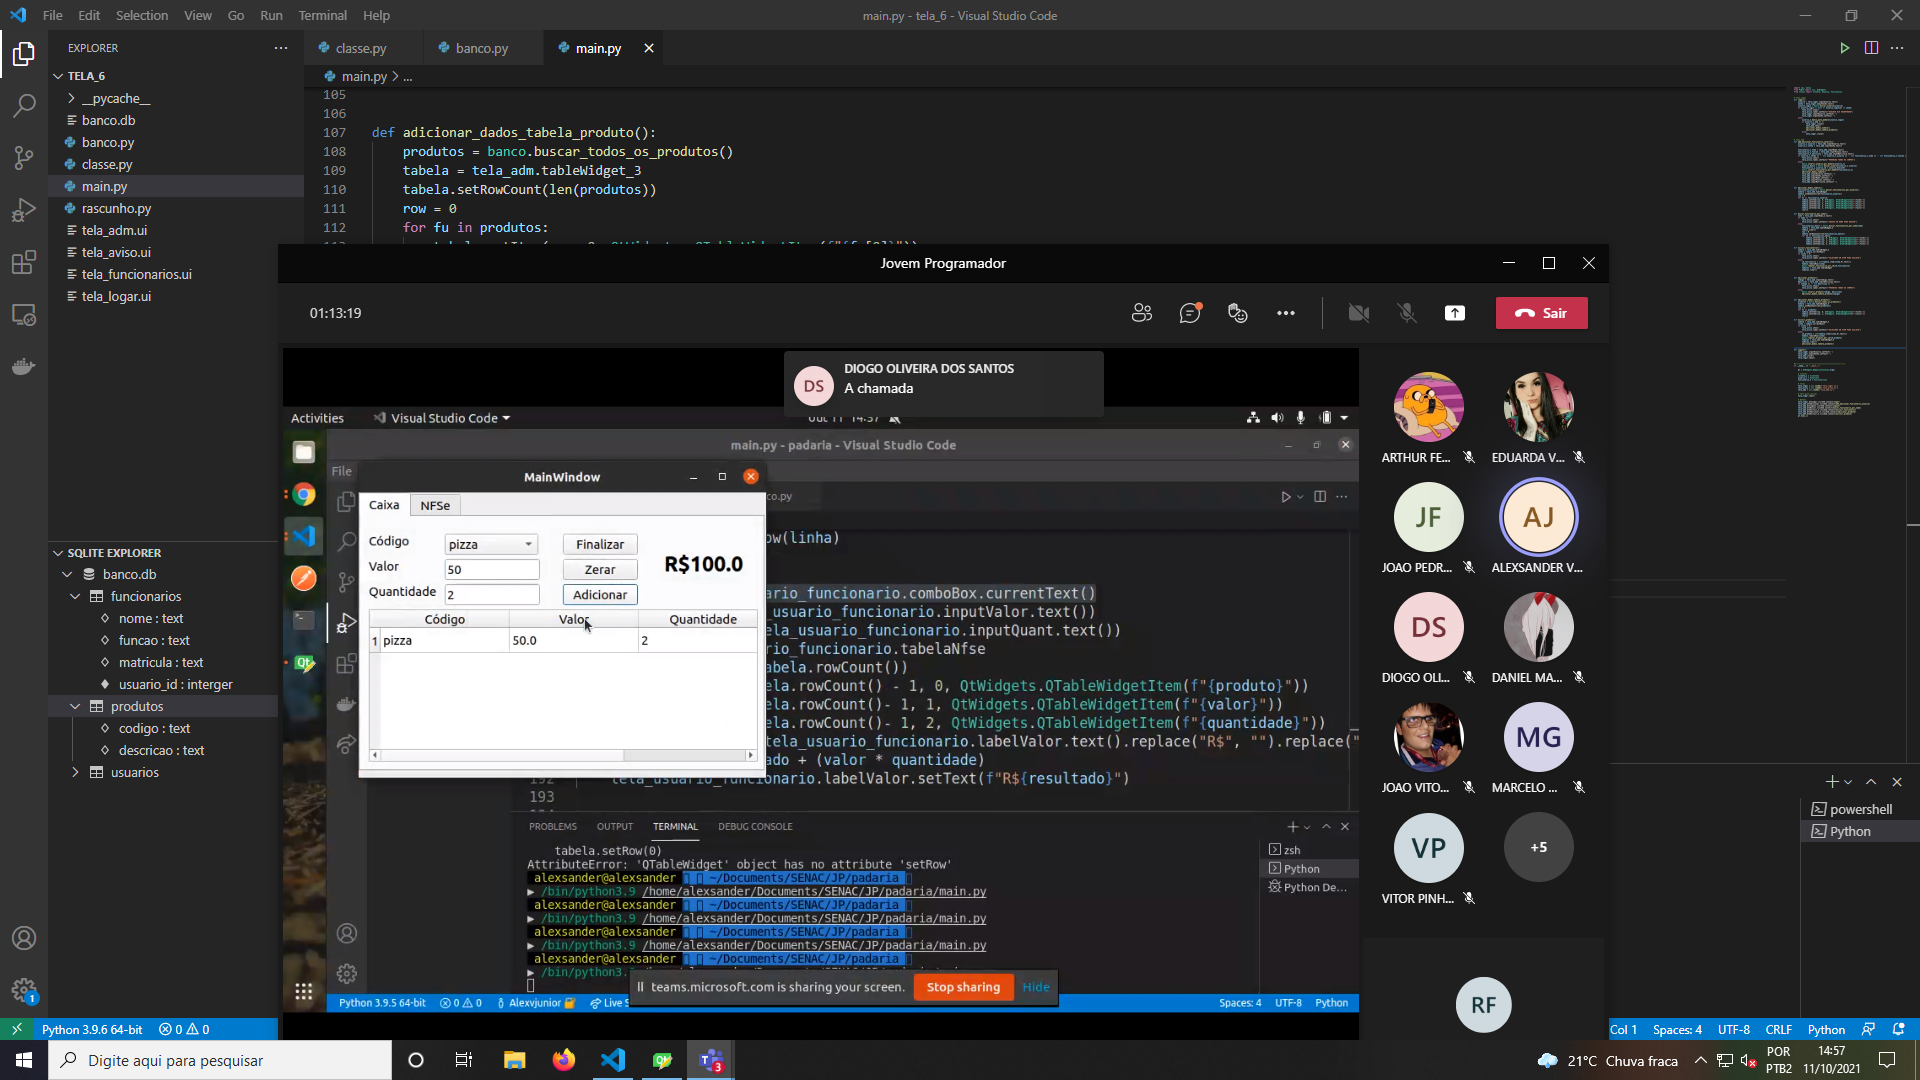 File Edit Selection View Go Run Terminal Help
main.py - tela_6 - Visual Studio Code
EXPLORER
TELA_6
__pycache__
banco.db
banco.py
classe.py
main.py
rascunho.py
tela_adm.ui
tela_aviso.ui
tela_funcionarios.ui
tela_logar.ui
SQLITE EXPLORER
banco.db
funcionarios
nome : text
funcao : text
matricula : text
usuario_id : interger
produtos
codigo : text
descricao : text
usuarios
classe.py banco.py main.py
main.py > ...
105
106
107 def adicionar_dados_tabela_produto():
108 produtos = banco.buscar_todos_os_produtos()
109 tabela = tela_adm.tableWidget_3
110 tabela.setRowCount(len(produtos))
111 row = 0
112 for fu in produtos:
Jovem Programador
01:13:19
Sair
DS
DIOGO OLIVEIRA DOS SANTOS
A chamada
Activities Visual Studio Code
main.py - padaria - Visual Studio Code
File
MainWindow
Caixa NFSe
Código pizza Finalizar
Valor 50 Zerar
R$100.0
Quantidade 2 Adicionar
Código Valor Quantidade
1 pizza 50.0 2
co.py
ow(linha)
ario_funcionario.comboBox.currentText()
_usuario_funcionario.inputValor.text())
tela_usuario_funcionario.inputQuant.text())
rio_funcionario.tabelaNfse
abela.rowCount())
ela.rowCount() - 1, 0, QtWidgets.QTableWidgetItem(f"{produto}"))
ela.rowCount()- 1, 1, QtWidgets.QTableWidgetItem(f"{valor}"))
ela.rowCount()- 1, 2, QtWidgets.QTableWidgetItem(f"{quantidade}"))
tela_usuario_funcionario.labelValor.text().replace("R$", "").replace("
ado + (valor * quantidade)
192 tela_usuario_funcionario.labelValor.setText(f"R${resultado}")
193
PROBLEMS OUTPUT TERMINAL DEBUG CONSOLE
tabela.setRow(0)
AttributeError: 'QTableWidget' object has no attribute 'setRow'
alexsander@alexsander ~/Documents/SENAC/JP/padaria
/bin/python3.9 /home/alexsander/Documents/SENAC/JP/padaria/main.py
alexsander@alexsander ~/Documents/SENAC/JP/padaria
/bin/python3.9 /home/alexsander/Documents/SENAC/JP/padaria/main.py
alexsander@alexsander ~/Documents/SENAC/JP/padaria
/bin/python3.9 /home/alexsander/Documents/SENAC/JP/padaria/main.py
alexsander@alexsander ~/Documents/SENAC/JP/padaria
/bin/python3.
zsh
Python
Python De...
teams.microsoft.com is sharing your screen. Stop sharing Hide
Python 3.9.5 64-bit 0 0 Alexvjunior Live S Spaces: 4 UTF-8 Python
ARTHUR FE... EDUARDA V...
JF AJ
JOAO PEDR... ALEXSANDER V...
DS
DIOGO OLI... DANIEL MA...
MG
JOAO VITO... MARCELO ...
VP +5
VITOR PINH...
RF
powershell
Python
Python 3.9.6 64-bit 0 0
Col 1 Spaces: 4 UTF-8 CRLF Python
Digite aqui para pesquisar
3
21°C Chuva fraca
POR
PTB2
14:57
11/10/2021
1